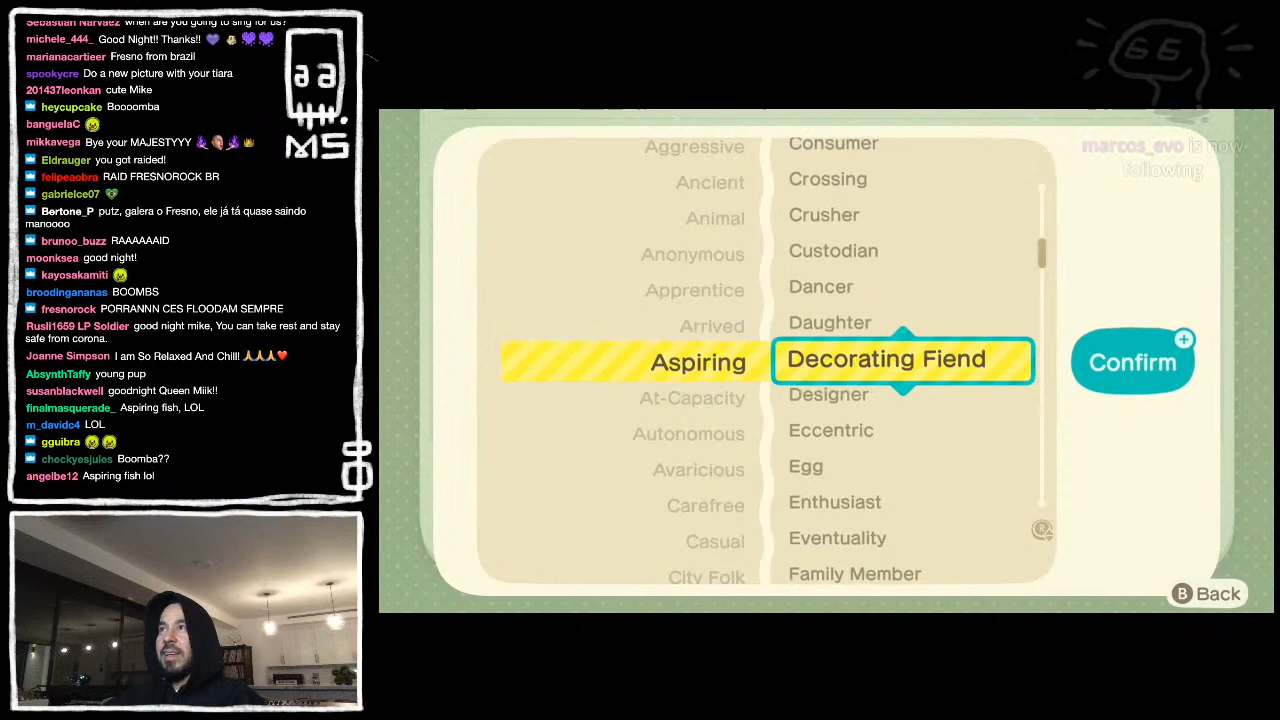 Sebastian Narvaez when are you going to sing for us?
michele_444_ Good Night!! Thanks!!
marianacartieer Fresno from brazil
spookycre Do a new picture with your tiara
201437leonkan cute Mike
heycupcake Boooomba
banguelaC
mikkavega Bye your MAJESTYYY
Eldrauger you got raided!
felipeaobra RAID FRESNOROCK BR
gabrielce07
Bertone_P putz, galera o Fresno, ele já tá quase saindo
manoooo
brunoo_buzz RAAAAAAID
moonksea good night!
kayosakamiti
broodingananas BOOMBS
fresnorock PORRANNN CES FLOODAM SEMPRE
Rusli1659 LP Soldier good night mike, You can take rest and stay
safe from corona.
Joanne Simpson I am So Relaxed And Chill! 🙏🙏🙏❤️
AbsynthTaffy young pup
susanblackwell goodnight Queen Miik!!
finalmasquerade_ Aspiring fish, LOL
m_davidc4 LOL
gguibra
checkyesjules Boomba??
angelbe12 Aspiring fish lol
MS
Aggressive
Ancient
Animal
Anonymous
Apprentice
Arrived
Aspiring
At-Capacity
Autonomous
Avaricious
Carefree
Casual
City Folk
Consumer
Crossing
Crusher
Custodian
Dancer
Daughter
Decorating Fiend
Designer
Eccentric
Egg
Enthusiast
Eventuality
Family Member
R
marcos_evo is now
following
Confirm
B Back